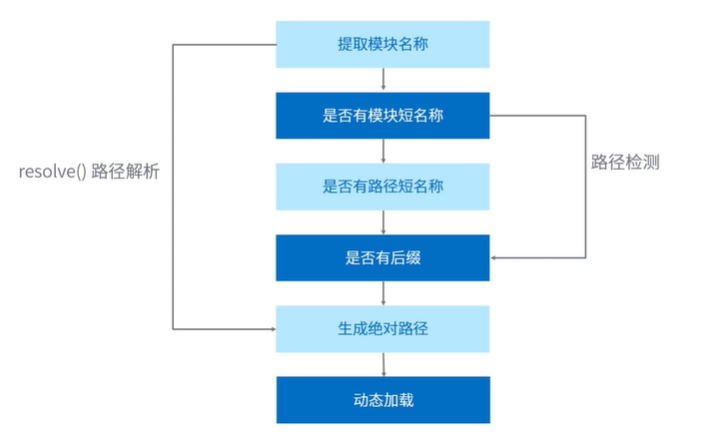 提取模块名称
是否有模块短名称
resolve() 路径解析
路径检测
是否有路径短名称
是否有后缀
生成绝对路径
动态加载